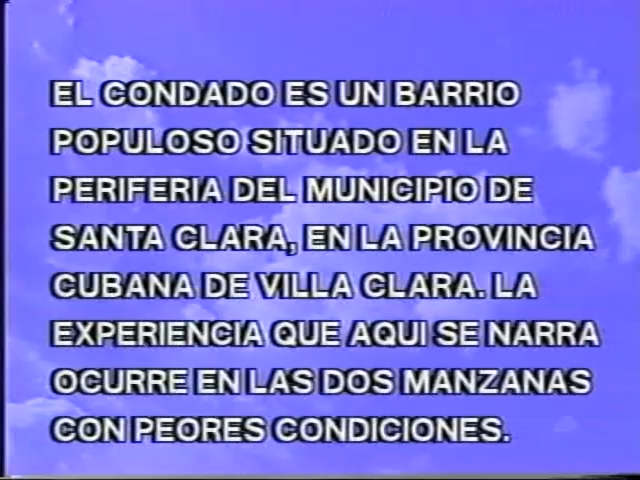 EL CONDADO ES UN BARRIO
POPULOSO SITUADO EN LA
PERIFERIA DEL MUNICIPIO DE
SANTA CLARA, EN LA PROVINCIA
CUBANA DE VILLA CLARA. LA
EXPERIENCIA QUE AQUI SE NARRA
OCURRE EN LAS DOS MANZANAS
CON PEORES CONDICIONES.